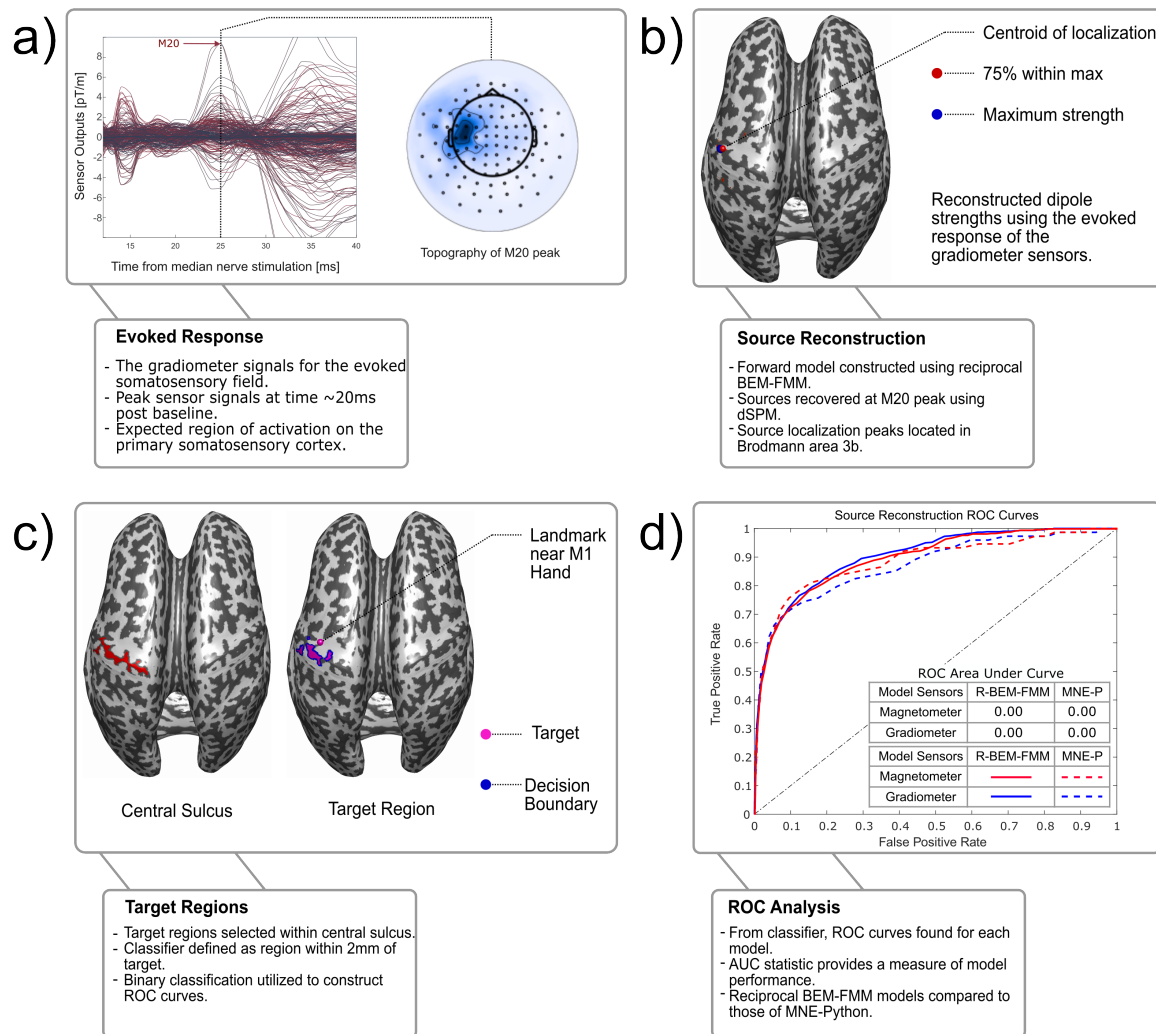 a)
M20
Sensor Outputs [pT/m]
8
6
4
2
0
-2
-4
-6
-8
15
20
25
30
35
40
Time from median nerve stimulation [ms]
Topography of M20 peak
Evoked Response
- The gradiometer signals for the evoked
somatosensory field.
- Peak sensor signals at time ~20ms
post baseline.
- Expected region of activation on the
primary somatosensory cortex.
b)
Centroid of localization
75% within max
Maximum strength
Reconstructed dipole
strengths using the evoked
response of the
gradiometer sensors.
Source Reconstruction
- Forward model constructed using reciprocal
BEM-FMM.
- Sources recovered at M20 peak using
dSPM.
- Source localization peaks located in
Brodmann area 3b.
c)
Landmark
near M1
Hand
Target
Decision
Boundary
Central Sulcus
Target Region
Target Regions
- Target regions selected within central sulcus.
- Classifier defined as region within 2mm of
target.
- Binary classification utilized to construct
ROC curves.
d)
Source Reconstruction ROC Curves
True Positive Rate
1
0.9
0.8
0.7
0.6
0.5
0.4
0.3
0.2
0.1
0
ROC Area Under Curve
Model Sensors R-BEM-FMM MNE-P
Magnetometer 0.00 0.00
Gradiometer 0.00 0.00
Model Sensors R-BEM-FMM MNE-P
Magnetometer
Gradiometer
0 0.1 0.2 0.3 0.4 0.5 0.6 0.7 0.8 0.9 1
False Positive Rate
ROC Analysis
- From classifier, ROC curves found for each
model.
- AUC statistic provides a measure of model
performance.
- Reciprocal BEM-FMM models compared to
those of MNE-Python.